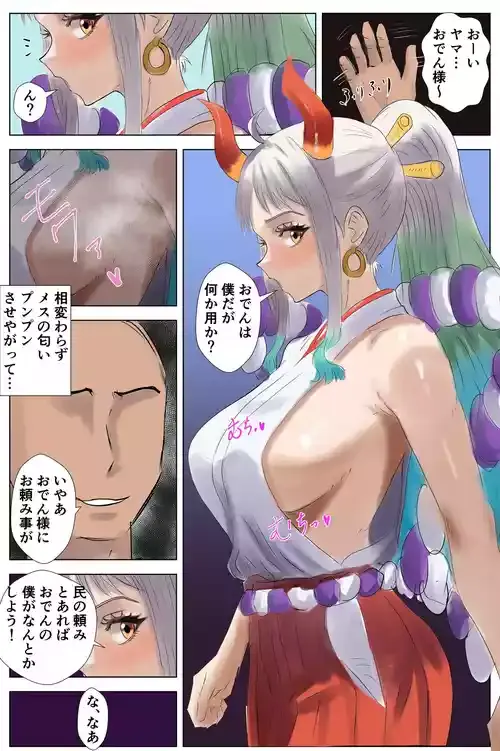 おーい
ヤマ…
おでん様~
ふりふり
ん?
おでんは
僕だが
何か用か?
むちっ
むちっ
モワァ
相変わらず
メスの匂い
プンプン
させやがって…
いやあ
おでん様に
お頼み事が
民の頼み
とあれば
おでんの
僕がなんとか
しよう!
な、なあ